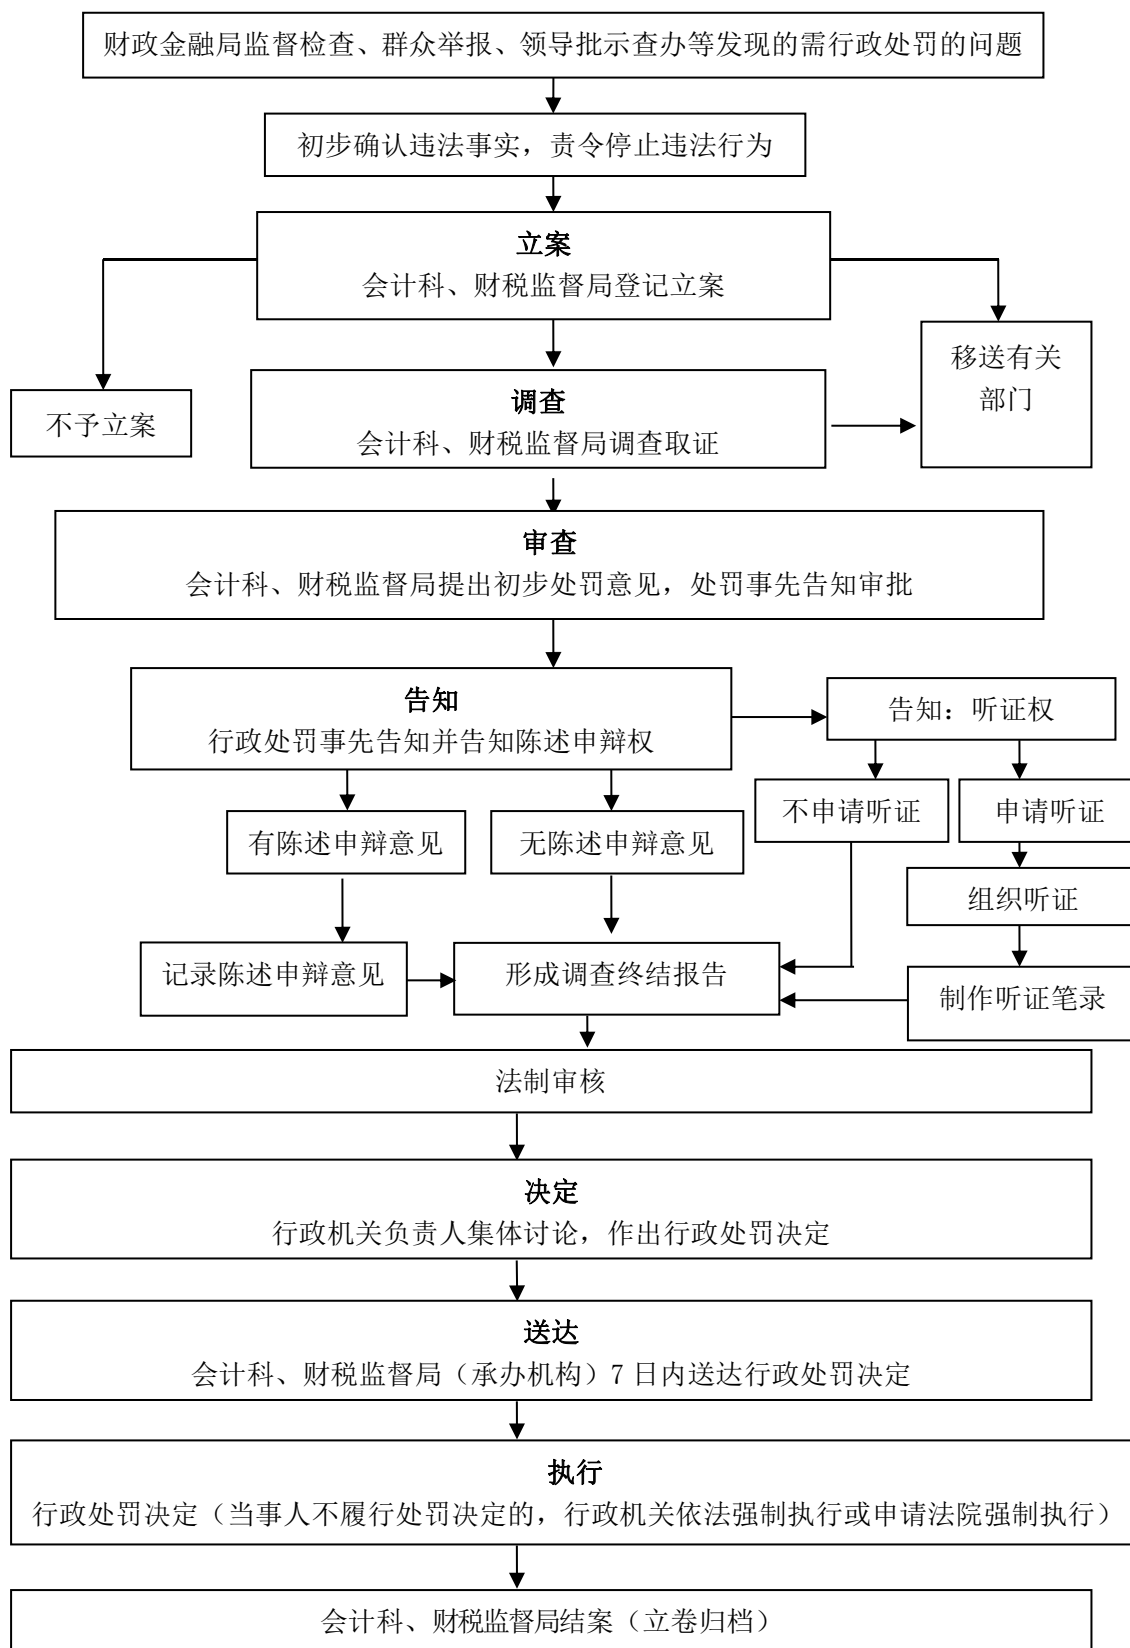 财政金融局监督检查、群众举报、领导批示查办等发现的需行政处罚的问题
初步确认违法事实，责令停止违法行为
立案
会计科、财税监督局登记立案
移送有关
部门
不予立案
调查
会计科、财税监督局调查取证
审查
会计科、财税监督局提出初步处罚意见，处罚事先告知审批
告知
行政处罚事先告知并告知陈述申辩权
告知：听证权
不申请听证
申请听证
有陈述申辩意见
无陈述申辩意见
组织听证
记录陈述申辩意见
形成调查终结报告
制作听证笔录
法制审核
决定
行政机关负责人集体讨论，作出行政处罚决定
送达
会计科、财税监督局（承办机构）7 日内送达行政处罚决定
执行
行政处罚决定（当事人不履行处罚决定的，行政机关依法强制执行或申请法院强制执行）
会计科、财税监督局结案（立卷归档）